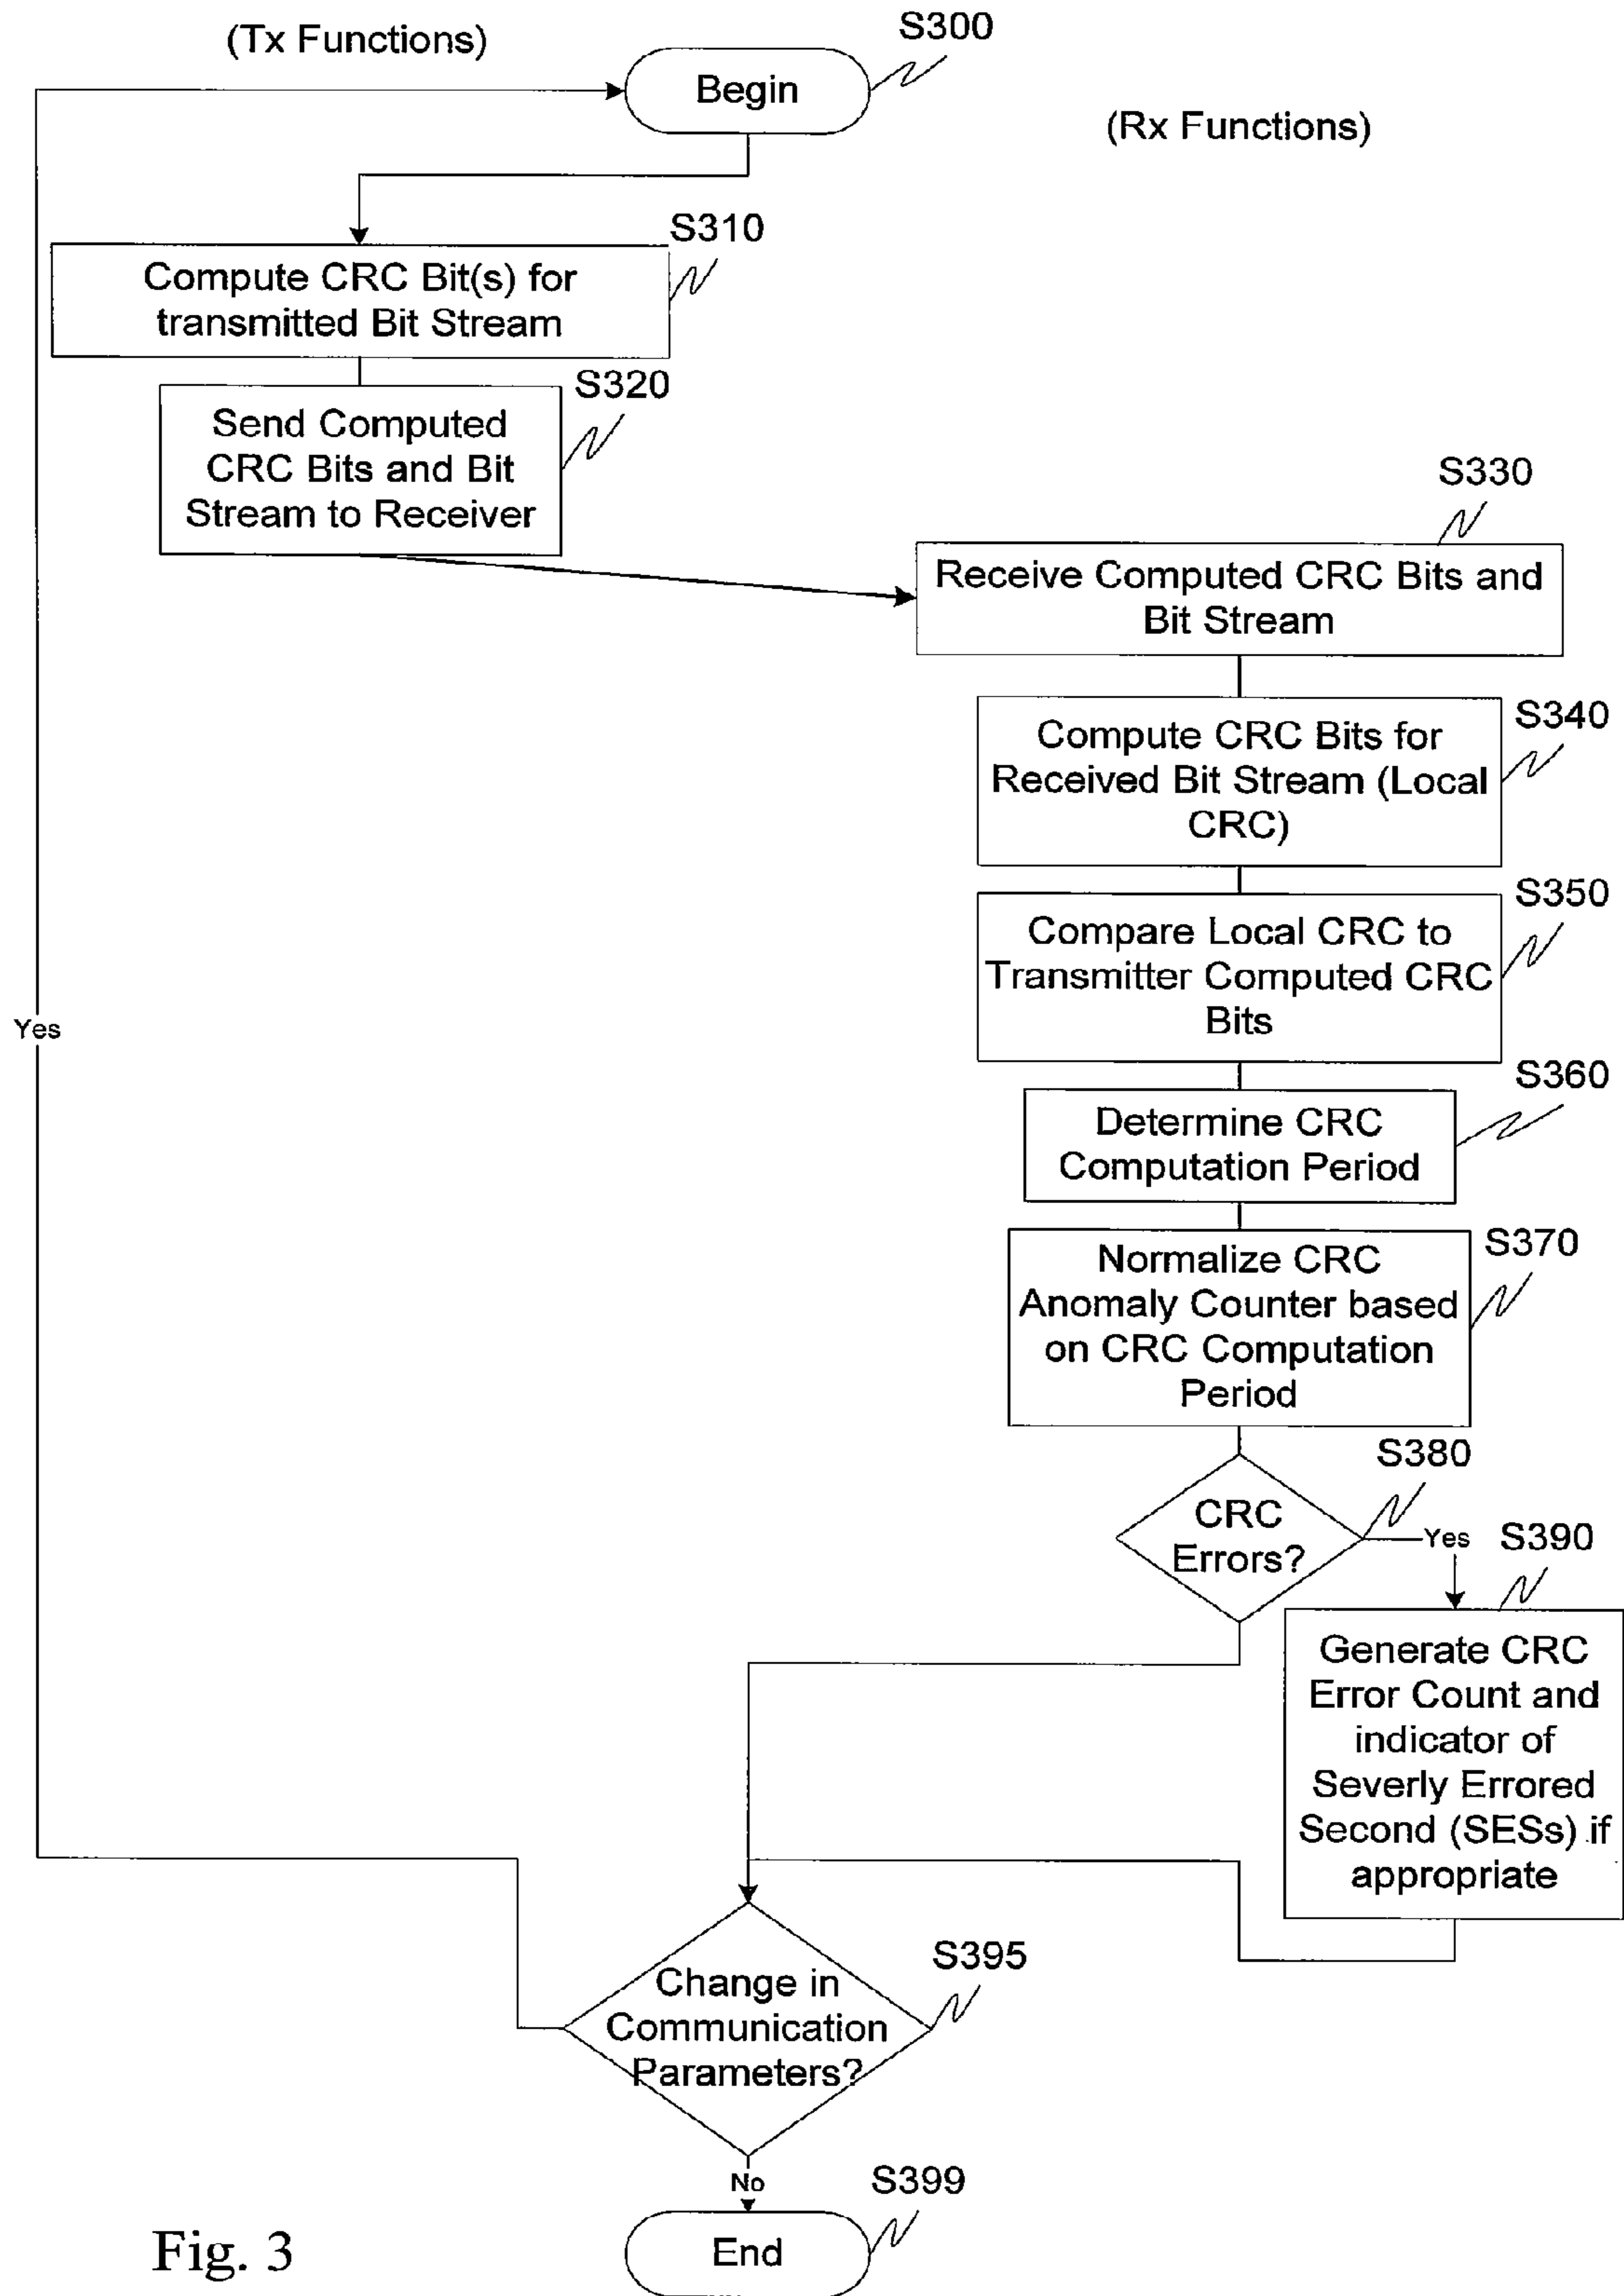 (Tx Functions)
S300
Begin
(Rx Functions)
S310
Compute CRC Bit(s) for
transmitted Bit Stream
S320
Send Computed
CRC Bits and Bit
Stream to Receiver
S330
Receive Computed CRC Bits and
Bit Stream
S340
Compute CRC Bits for
Received Bit Stream (Local
CRC)
S350
Compare Local CRC to
Transmitter Computed CRC
Bits
Yes
S360
Determine CRC
Computation Period
S370
Normalize CRC
Anomaly Counter based
on CRC Computation
Period
S380
CRC
Errors?
Yes
S390
Generate CRC
Error Count and
indicator of
Severly Errored
Second (SESs) if
appropriate
S395
Change in
Communication
Parameters?
No
S399
End
Fig. 3